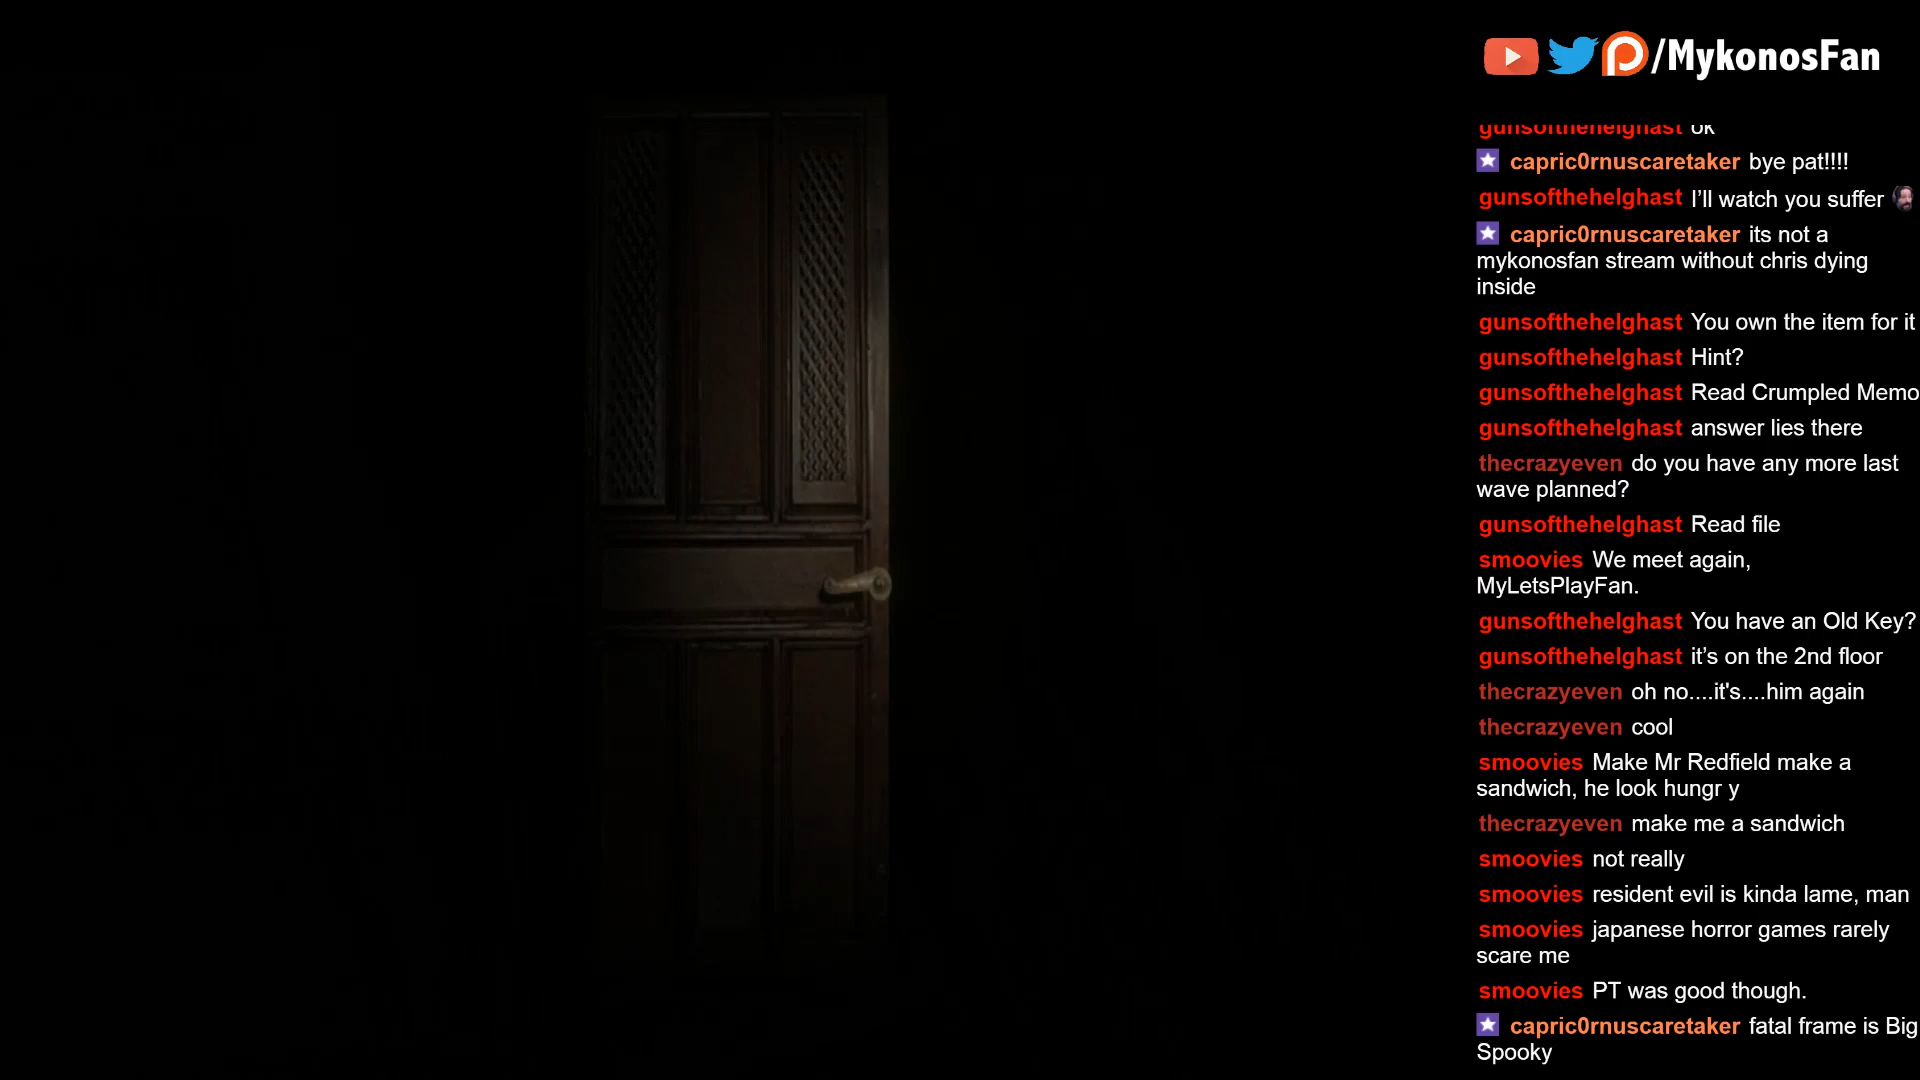 /MykonosFan
gunsofthehelghast ok
capric0rnuscaretaker bye pat!!!!
gunsofthehelghast I'll watch you suffer
capric0rnuscaretaker its not a
mykonosfan stream without chris dying
inside
gunsofthehelghast You own the item for it
gunsofthehelghast Hint?
gunsofthehelghast Read Crumpled Memo
gunsofthehelghast answer lies there
thecrazyeven do you have any more last
wave planned?
gunsofthehelghast Read file
smoovies We meet again,
MyLetsPlayFan.
gunsofthehelghast You have an Old Key?
gunsofthehelghast it's on the 2nd floor
thecrazyeven oh no....it's....him again
thecrazyeven cool
smoovies Make Mr Redfield make a
sandwich, he look hungr y
thecrazyeven make me a sandwich
smoovies not really
smoovies resident evil is kinda lame, man
smoovies japanese horror games rarely
scare me
smoovies PT was good though.
capric0rnuscaretaker fatal frame is Big
Spooky